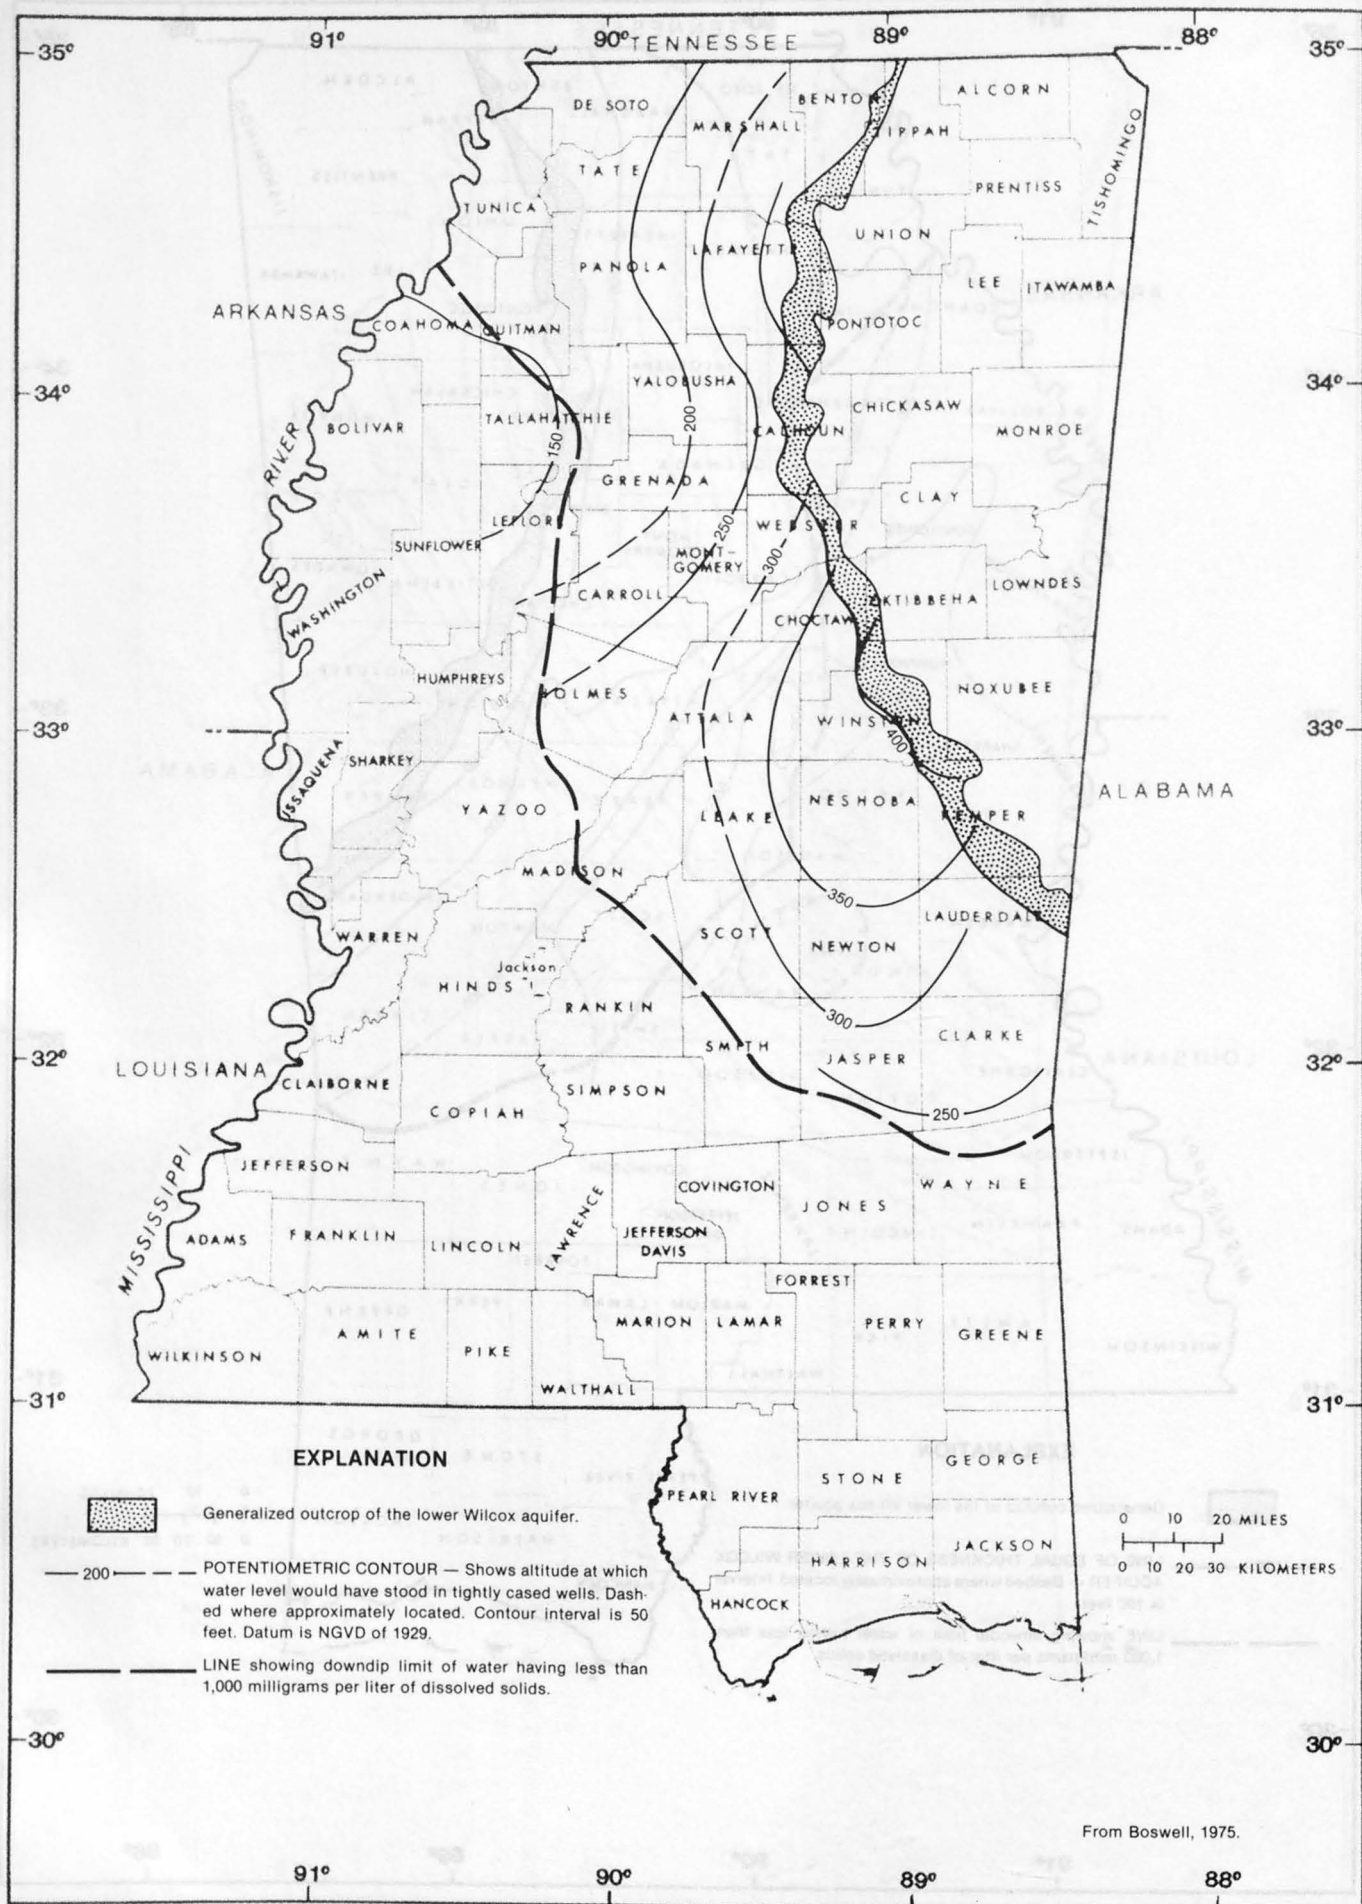 91° 90° 89° 88°
TENNESSEE
35° 35°
DE SOTO BENTON ALCORN
MARSHALL TIPPAH
TATE TISHOMINGO
TUNICA PRENTISS
UNION
LAFAYETTE
PANOLA LEE ITAWAMBA
ARKANSAS
COAHOMA QUITMAN PONTOTOC
34° 34°
YALOBUSHA
200
CHICKASAW
TALLAHATCHIE
BOLIVAR CALHOUN MONROE
150
RIVER
GRENADA
CLAY
LEFLORE 250 WEBSTER
SUNFLOWER MONT-
GOMERY 300
WASHINGTON CARROLL OKTIBBEHA LOWNDES
CHOCTAW
HUMPHREYS HOLMES NOXUBEE
ATTALA WINSTON
33° 400 33°
SHARKEY
ISSAQUENA
YAZOO NESHOBA ALABAMA
LEAKE KEMPER
MADISON
350
LAUDERDALE
WARREN SCOTT NEWTON
Jackson
HINDS
RANKIN
300
SMITH CLARKE
32° JASPER 32°
LOUISIANA
CLAIBORNE SIMPSON
COPIAH 250
JEFFERSON
COVINGTON WAYNE
JONES
MISSISSIPPI
ADAMS FRANKLIN LINCOLN LAWRENCE JEFFERSON
DAVIS
FORREST
AMITE MARION LAMAR PERRY GREENE
WILKINSON PIKE
WALTHALL
31° 31°
EXPLANATION
GEORGE
STONE
PEARL RIVER
Generalized outcrop of the lower Wilcox aquifer.
0 10 20 MILES
0 10 20 30 KILOMETERS
JACKSON
HARRISON
HANCOCK
200 POTENTIOMETRIC CONTOUR — Shows altitude at which
water level would have stood in tightly cased wells. Dash-
ed where approximately located. Contour interval is 50
feet. Datum is NGVD of 1929.
LINE showing downdip limit of water having less than
1,000 milligrams per liter of dissolved solids.
30° 30°
From Boswell, 1975.
91° 90° 89° 88°